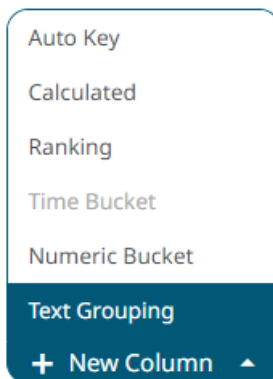 Auto Key
Calculated
Ranking
Time Bucket
Numeric Bucket
Text Grouping
+ New Column